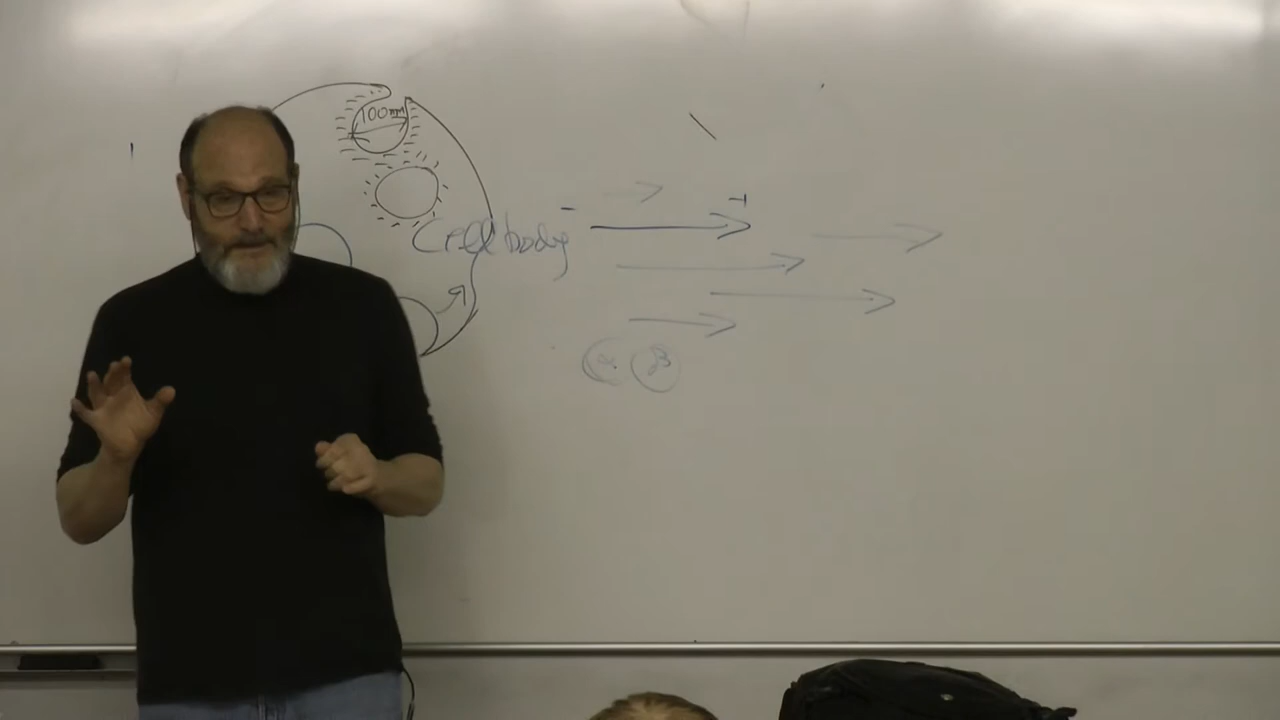 100nm
Cell body -
α β